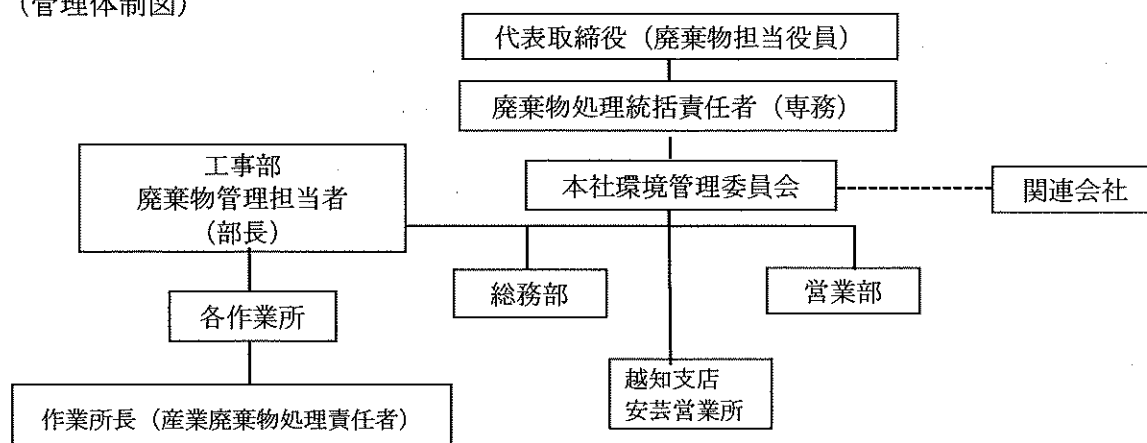 （管理体制図）
代表取締役（廃棄物担当役員）
廃棄物処理統括責任者（専務）
工事部
廃棄物管理担当者
（部長）
本社環境管理委員会
関連会社
総務部
営業部
各作業所
越知支店
安芸営業所
作業所長（産業廃棄物処理責任者）